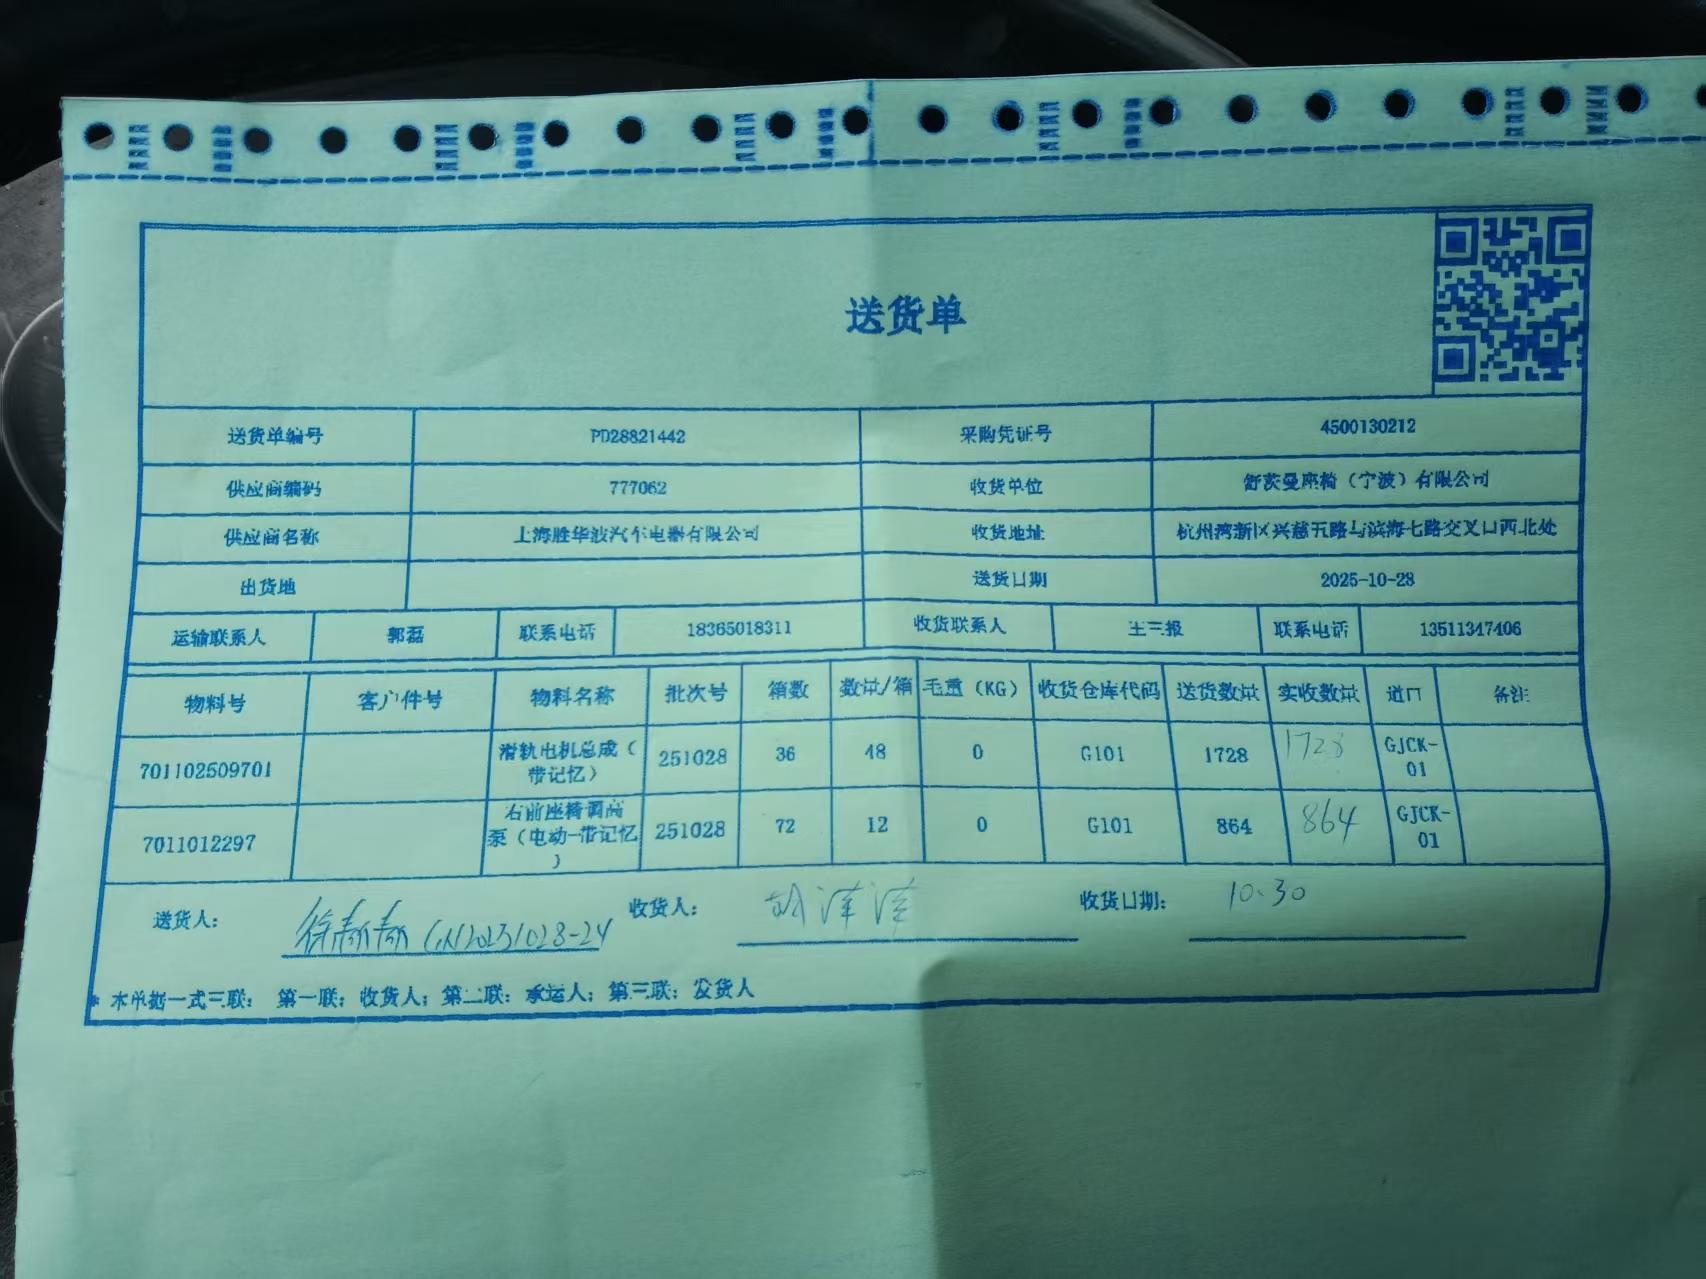 送货单
送货单编号 PD28821442 采购凭证号 4500130212
供应商编码 777062 收货单位 舒茨曼座椅（宁波）有限公司
供应商名称 上海胜华波汽车电器有限公司 收货地址 杭州湾新区兴慈五路与滨海七路交叉口西北处
出货地 送货日期 2025-10-28
运输联系人 郭磊 联系电话 18365018311 收货联系人 王三报 联系电话 13511347406
物料号 客户件号 物料名称 批次号 箱数 数量/箱 毛重（KG） 收货仓库代码 送货数量 实收数量 道口 备注
701102509701 滑轨电机总成（带记忆） 251028 36 48 0 G101 1728 1728 GJCK-01
7011012297 右前座椅调高泵（电动-带记忆） 251028 72 12 0 G101 864 864 GJCK-01
送货人： 收货人： 收货日期： 10.30
* 本单据一式三联： 第一联：收货人；第二联：承运人；第三联：发货人